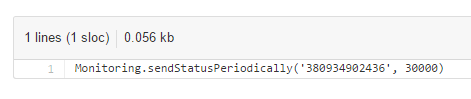 1 lines (1 sloc) 0.056 kb
1 Monitoring.sendStatusPeriodically('380934902436', 30000)